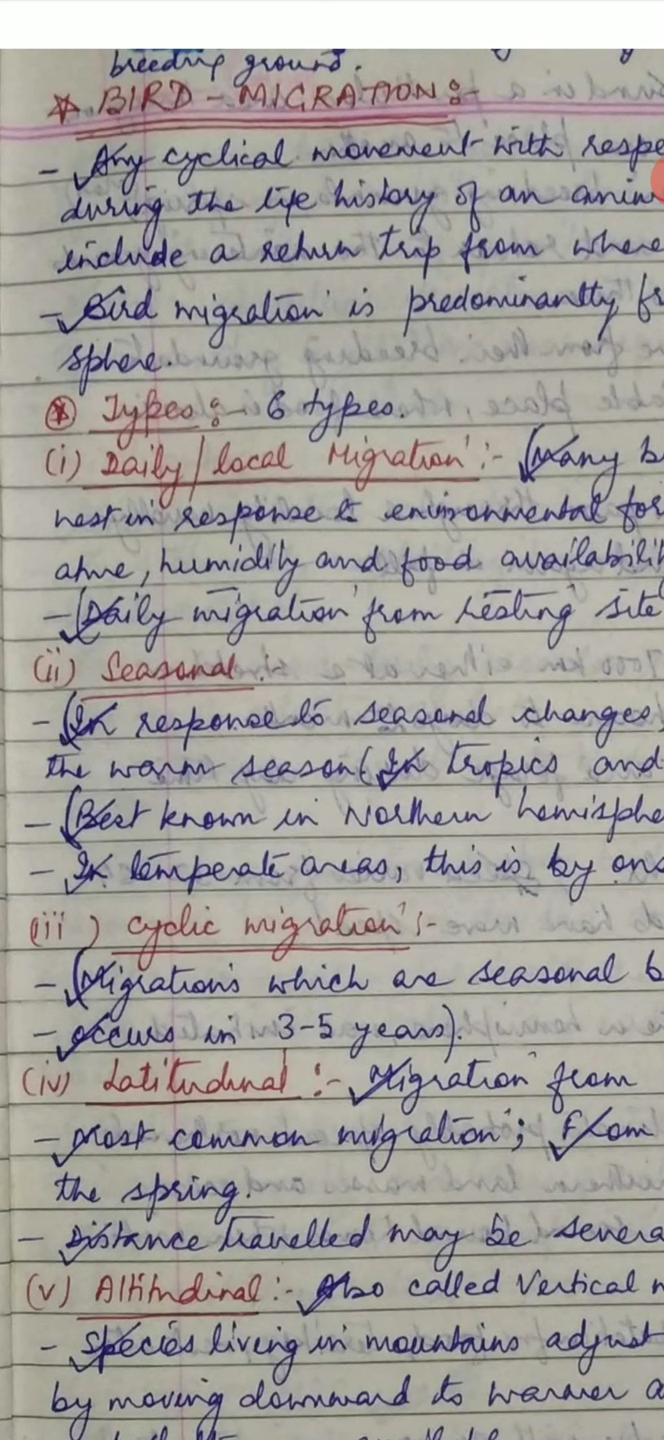 breeding ground.
* BIRD - MIGRATION :-
- Any cyclical movement with respe
during the life history of an anim
include a return trip from where
- Bird migration is predominantly fr
sphere.
* Types :- 6 types.
(i) Daily / local Migration :- (Many b
nest in response to environmental for
ature, humidity and food availabilit
- (Daily migration from nesting site
(ii) Seasonal :
- (In response to seasonal changes,
the warm season (In tropics and
- (Best known in Northern hemisphe
- In temperate areas, this is by ons
(iii) Cyclic migration :-
- (Migrations which are seasonal b
- Occurs in 3-5 years).
(iv) Latitudinal :- Migration from
- Most common migration; From
the spring.
- Distance travelled may be severa
(v) Altitudinal :- Also called Vertical m
- Species living in mountains adjust
by moving downward to warmer a